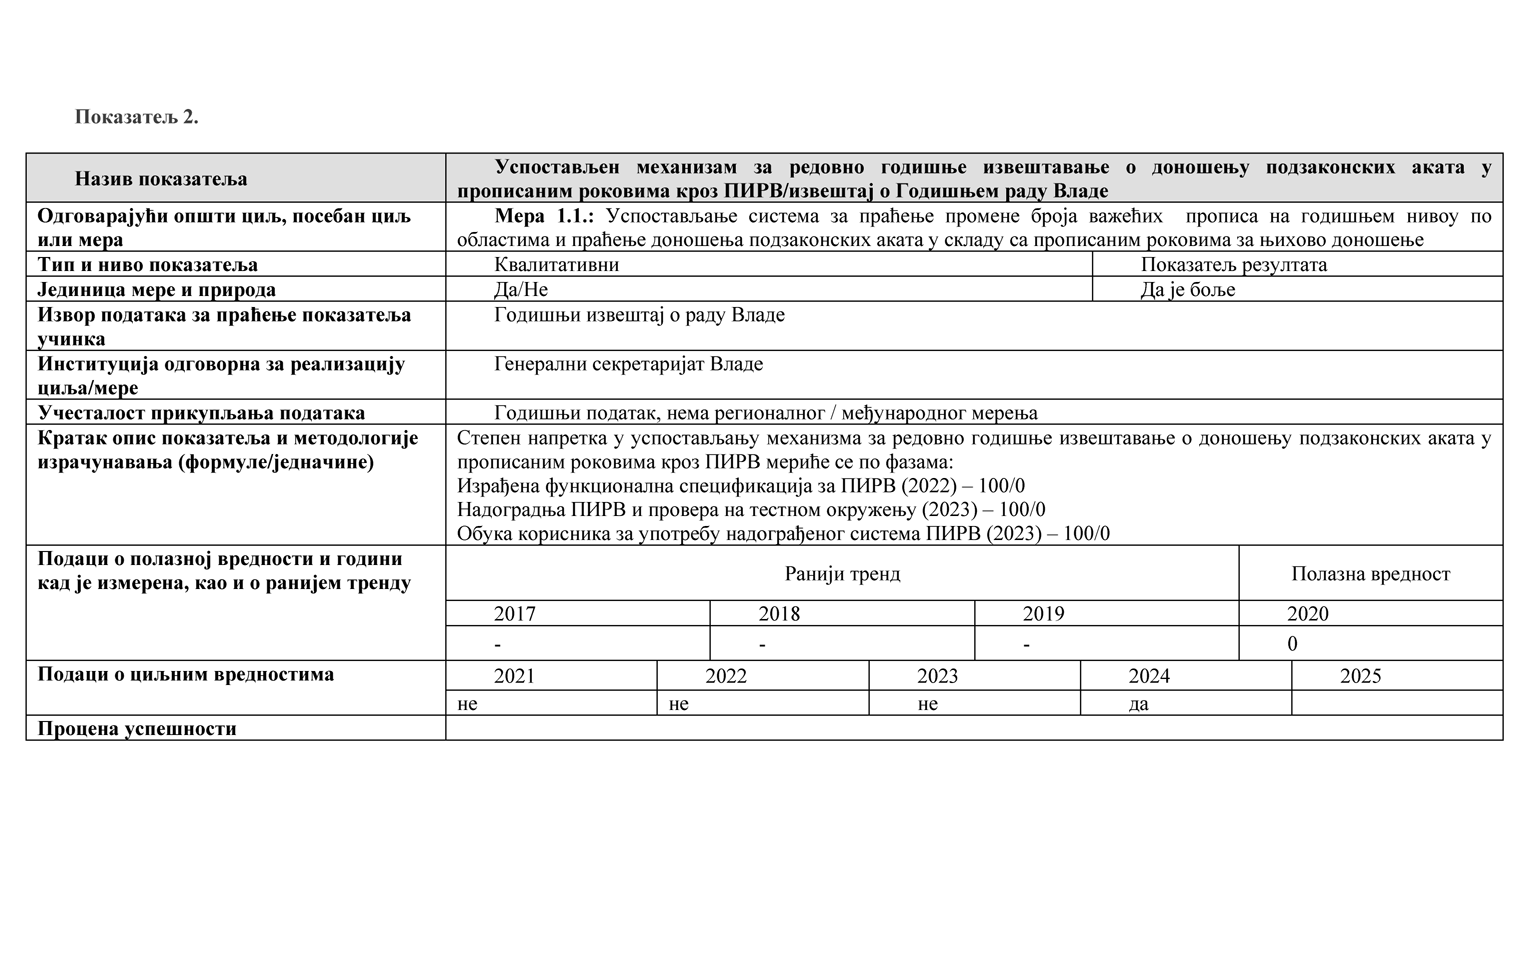 Показатељ 2.
Назив показатеља
Успостављен механизам за редовно годишње извештавање о доношењу подзаконских аката у
прописаним роковима кроз ПИРВ/извештај о Годишњем раду Владе
Одговарајући општи циљ, посебан циљ
или мера
Мера 1.1.: Успостављање система за праћење промене броја важећих прописа на годишњем нивоу по
областима и праћење доношења подзаконских аката у складу са прописаним роковима за њихово доношење
Тип и ниво показатеља
Квалитативни
Показатељ резултата
Јединица мере и природа
Да/Не
Да је боље
Извор података за праћење показатеља
учинка
Годишњи извештај о раду Владе
Институција одговорна за реализацију
циља/мере
Генерални секретаријат Владе
Учесталост прикупљања података
Годишњи податак, нема регионалног / међународног мерења
Кратак опис показатеља и методологије
израчунавања (формуле/једначине)
Степен напретка у успостављању механизма за редовно годишње извештавање о доношењу подзаконских аката у
прописаним роковима кроз ПИРВ мериће се по фазама:
Израђена функционална спецификација за ПИРВ (2022) – 100/0
Надоградња ПИРВ и провера на тестном окружењу (2023) – 100/0
Обука корисника за употребу надограђеног система ПИРВ (2023) – 100/0
Подаци о полазној вредности и години
кад је измерена, као и о ранијем тренду
Ранији тренд
Полазна вредност
2017
2018
2019
2020
-
-
-
0
Подаци о циљним вредностима
2021
2022
2023
2024
2025
не
не
не
да
Процена успешности